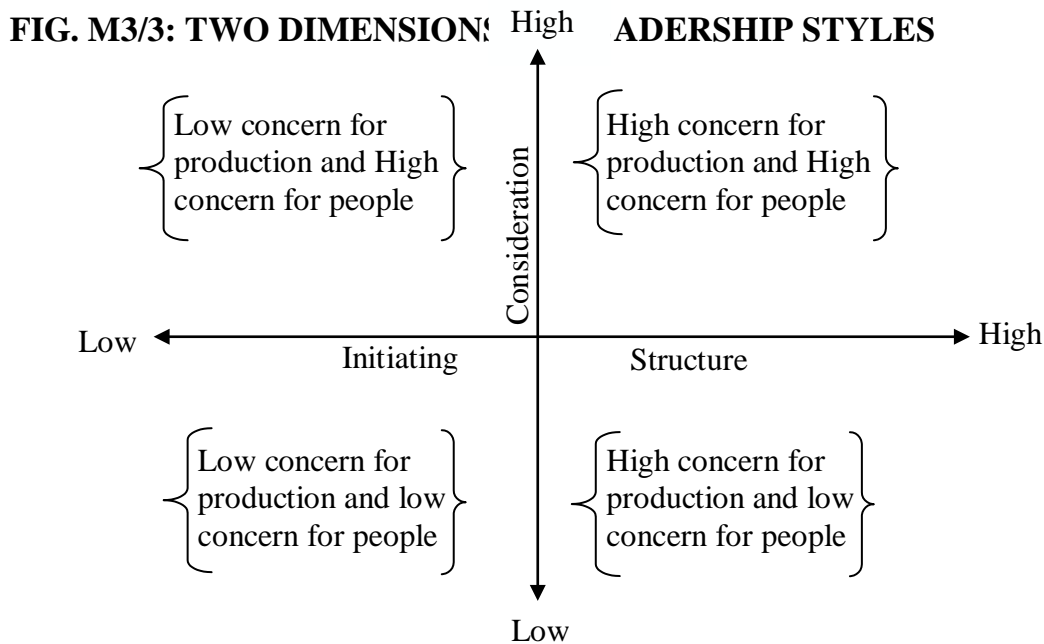 FIG. M3/3: TWO DIMENSIONS
High
ADERSHIP STYLES
Low concern for
production and High
concern for people
High concern for
production and High
concern for people
Consideration
Low
High
Initiating
Structure
Low concern for
production and low
concern for people
High concern for
production and low
concern for people
Low